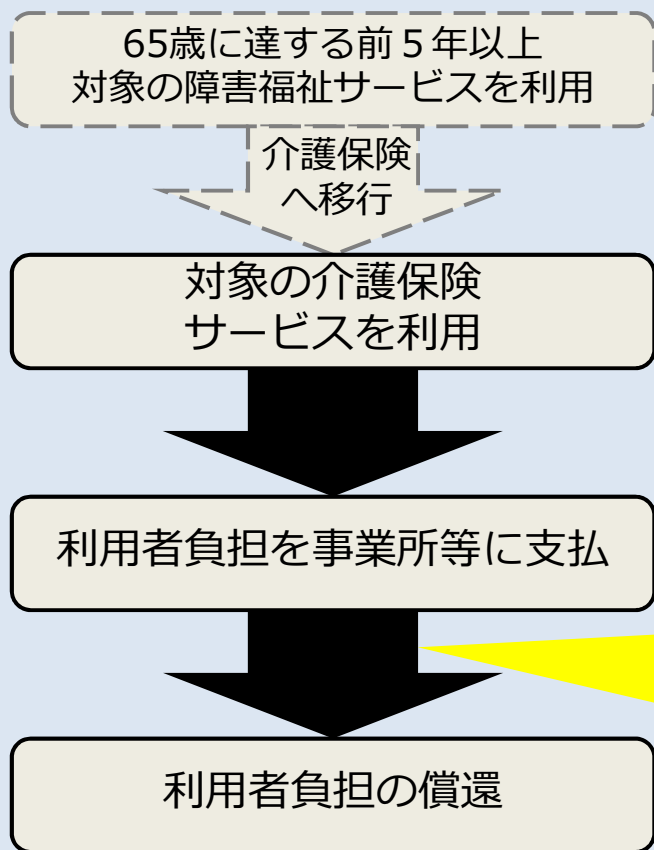 65歳に達する前５年以上
対象の障害福祉サービスを利用
介護保険
へ移行
対象の介護保険
サービスを利用
利用者負担を事業所等に支払
利用者負担の償還